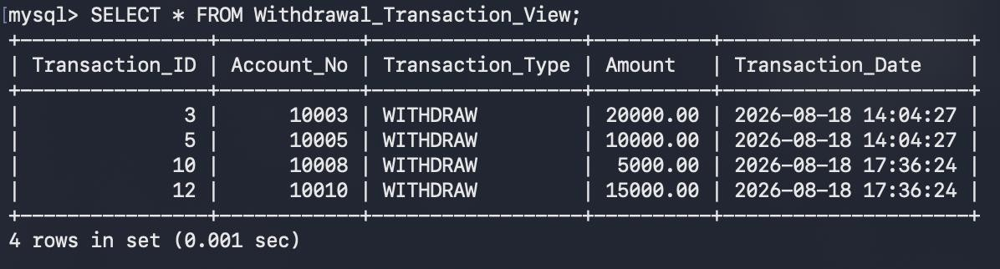 [mysql> SELECT * FROM Withdrawal_Transaction_View;
+----------------+------------+------------------+----------+---------------------+
| Transaction_ID | Account_No | Transaction_Type | Amount   | Transaction_Date    |
+----------------+------------+------------------+----------+---------------------+
|              3 |      10003 | WITHDRAW         | 20000.00 | 2026-08-18 14:04:27 |
|              5 |      10005 | WITHDRAW         | 10000.00 | 2026-08-18 14:04:27 |
|             10 |      10008 | WITHDRAW         |  5000.00 | 2026-08-18 17:36:24 |
|             12 |      10010 | WITHDRAW         | 15000.00 | 2026-08-18 17:36:24 |
+----------------+------------+------------------+----------+---------------------+
4 rows in set (0.001 sec)